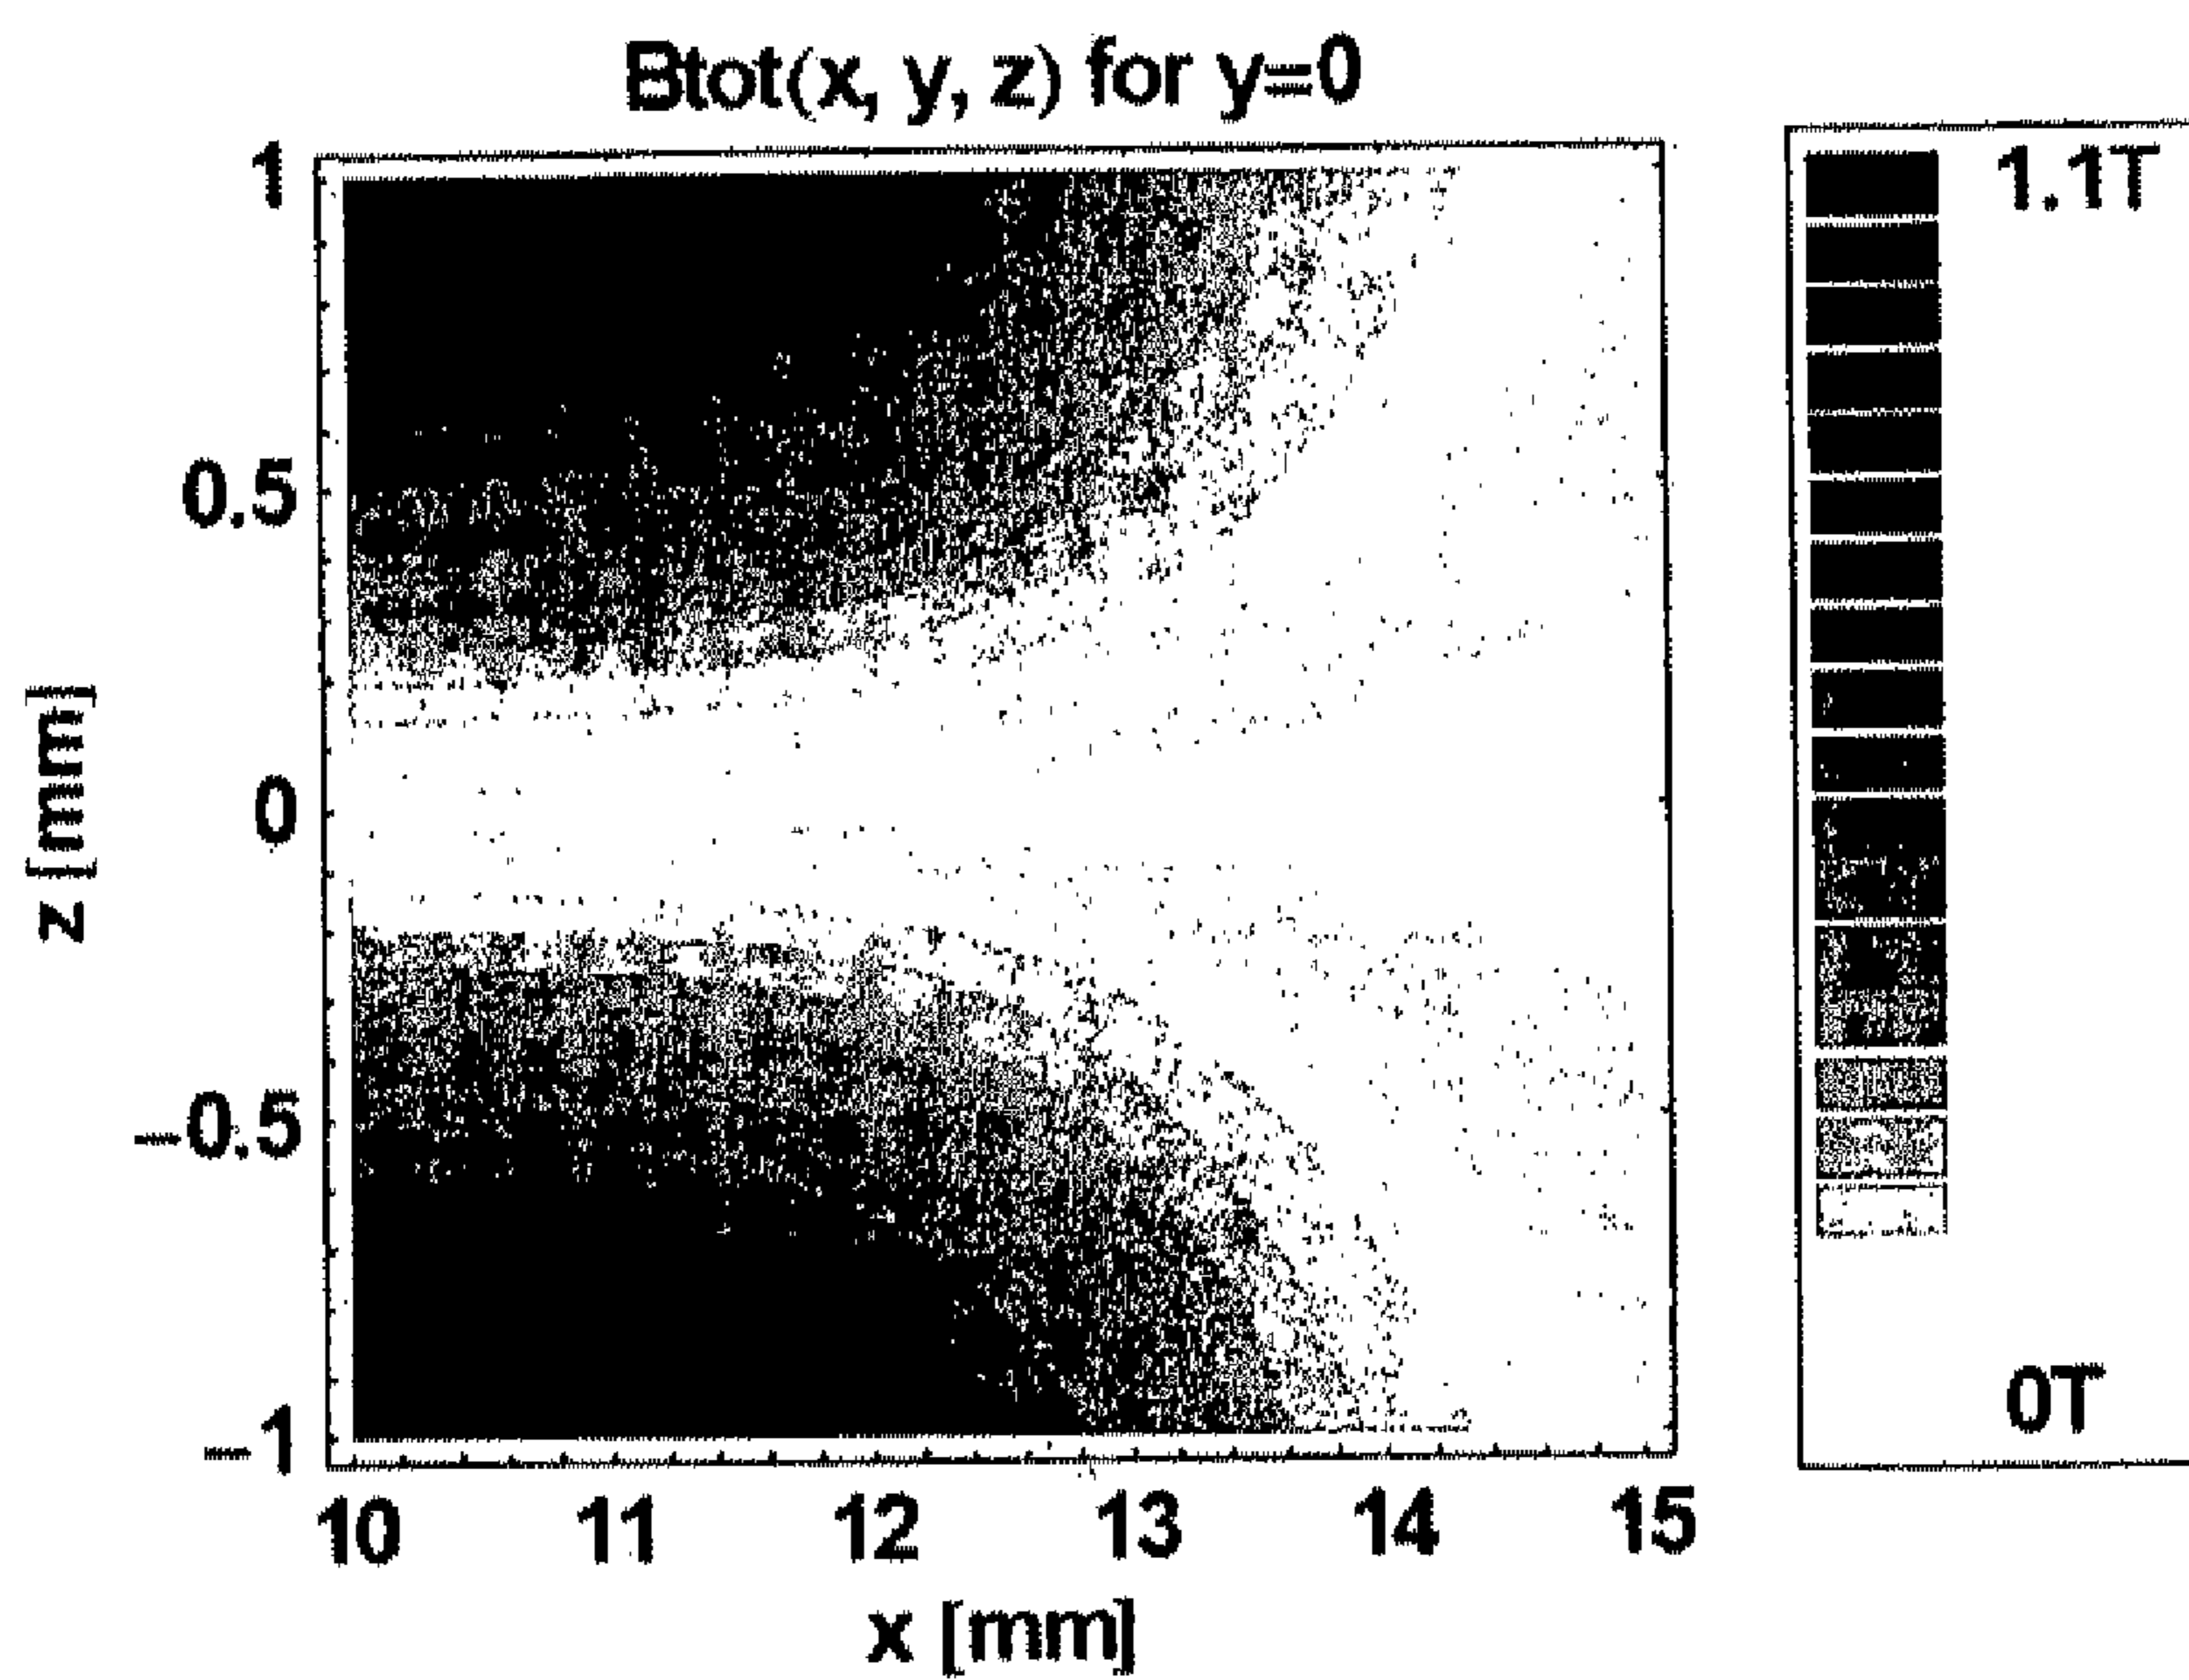 Btot(x, y, z) for y=0
1
0.5
0
−0.5
−1
z [mm]
10 11 12 13 14 15
x [mm]
1.1T
0T